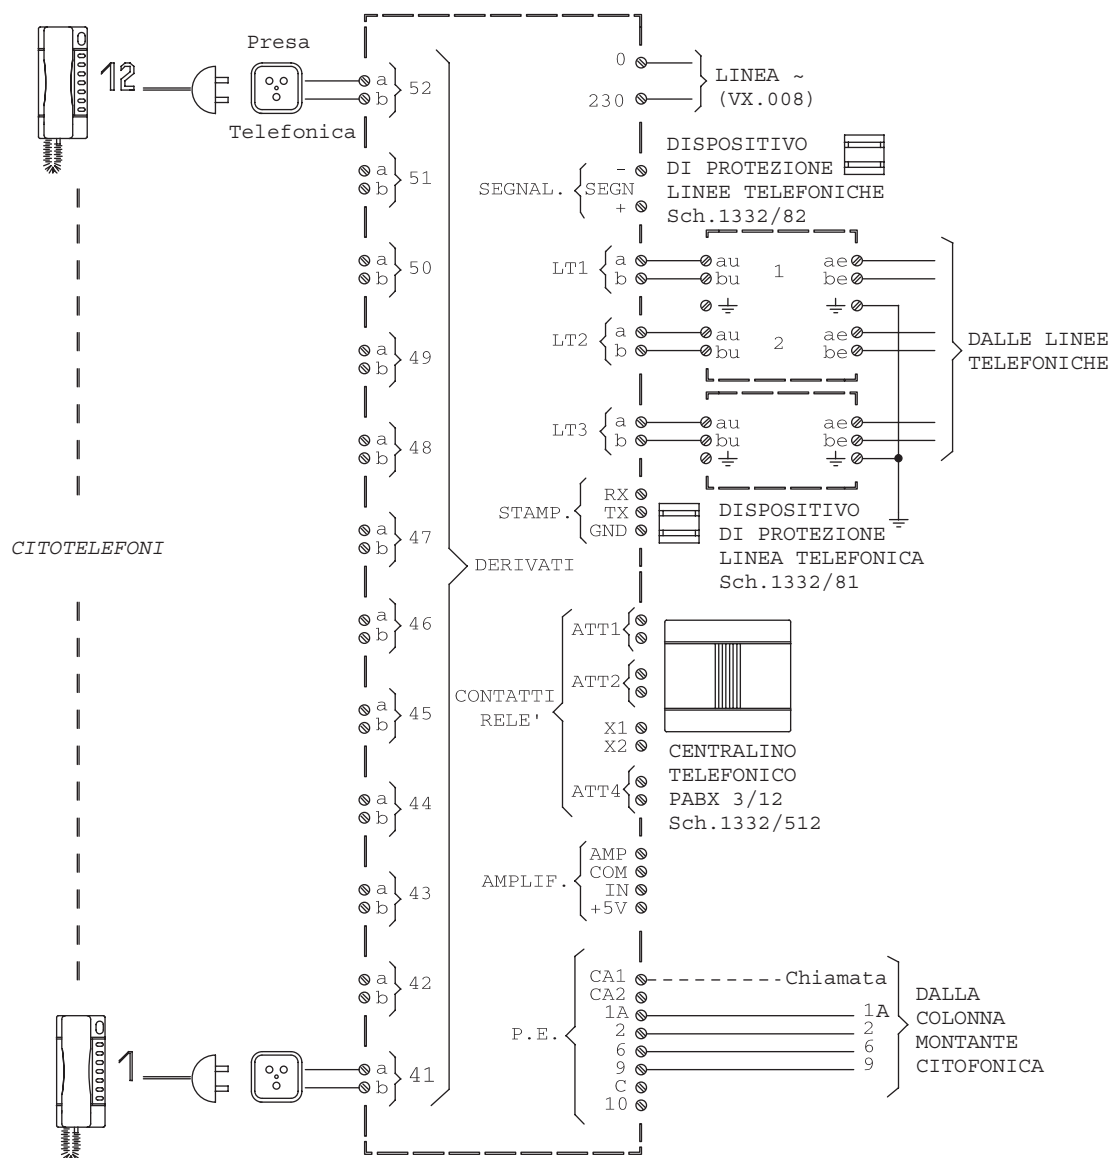 12
Presa
Telefonica
CITOTELEFONI
1
a
b
52
a
b
51
a
b
50
a
b
49
a
b
48
a
b
47
a
b
46
a
b
45
a
b
44
a
b
43
a
b
42
a
b
41
DERIVATI
0
230
LINEA ~
(VX.008)
SEGNAL.
-
SEGN
+
DISPOSITIVO
DI PROTEZIONE
LINEE TELEFONICHE
Sch.1332/82
LT1
a
b
au
bu
1
ae
be
LT2
a
b
au
bu
2
ae
be
LT3
a
b
au
bu
ae
be
DALLE LINEE
TELEFONICHE
STAMP.
RX
TX
GND
DISPOSITIVO
DI PROTEZIONE
LINEA TELEFONICA
Sch.1332/81
CONTATTI
RELE'
ATT1
ATT2
X1
X2
ATT4
CENTRALINO
TELEFONICO
PABX 3/12
Sch.1332/512
AMPLIF.
AMP
COM
IN
+5V
P.E.
CA1
CA2
1A
2
6
9
C
10
Chiamata
1A
2
6
9
DALLA
COLONNA
MONTANTE
CITOFONICA